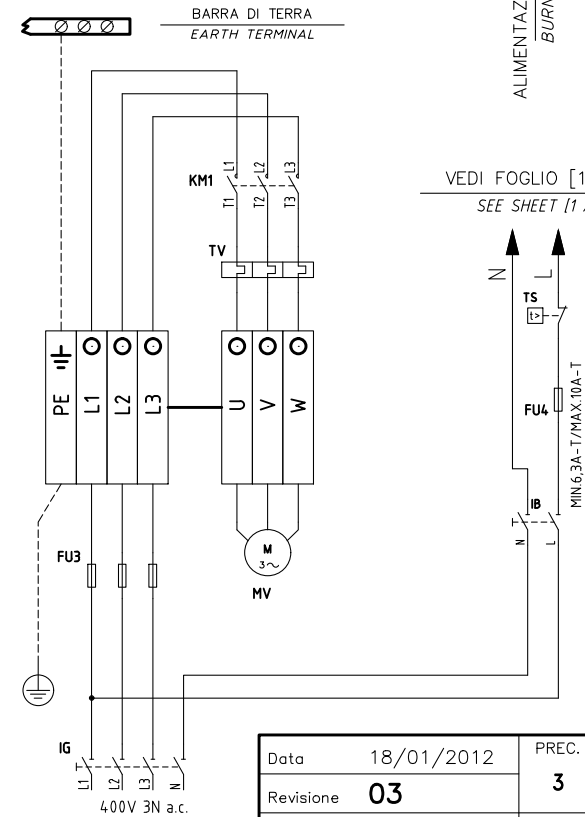 BARRA DI TERRA
EARTH TERMINAL
ALIMENTAZ
BURN
VEDI FOGLIO [1
SEE SHEET [1
KM1
L1 L2 L3
T1 T2 T3
TV
N L
TS
t>
PE L1 L2 L3
U V W
FU4
MIN.6,3A-T/MAX.10A-T
IB
N L
FU3
M
3~
MV
IG
L1 L2 L3 N
400V 3N a.c.
Data 18/01/2012 PREC.
3
Revisione 03